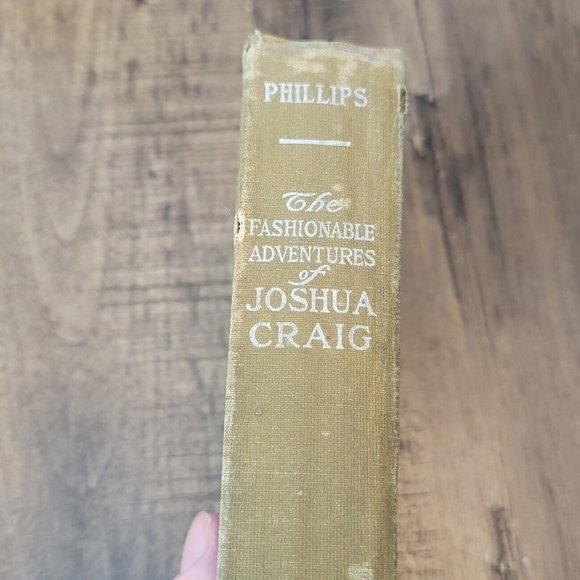 PHILLIPS
The
FASHIONABLE
ADVENTURES
of
JOSHUA
CRAIG